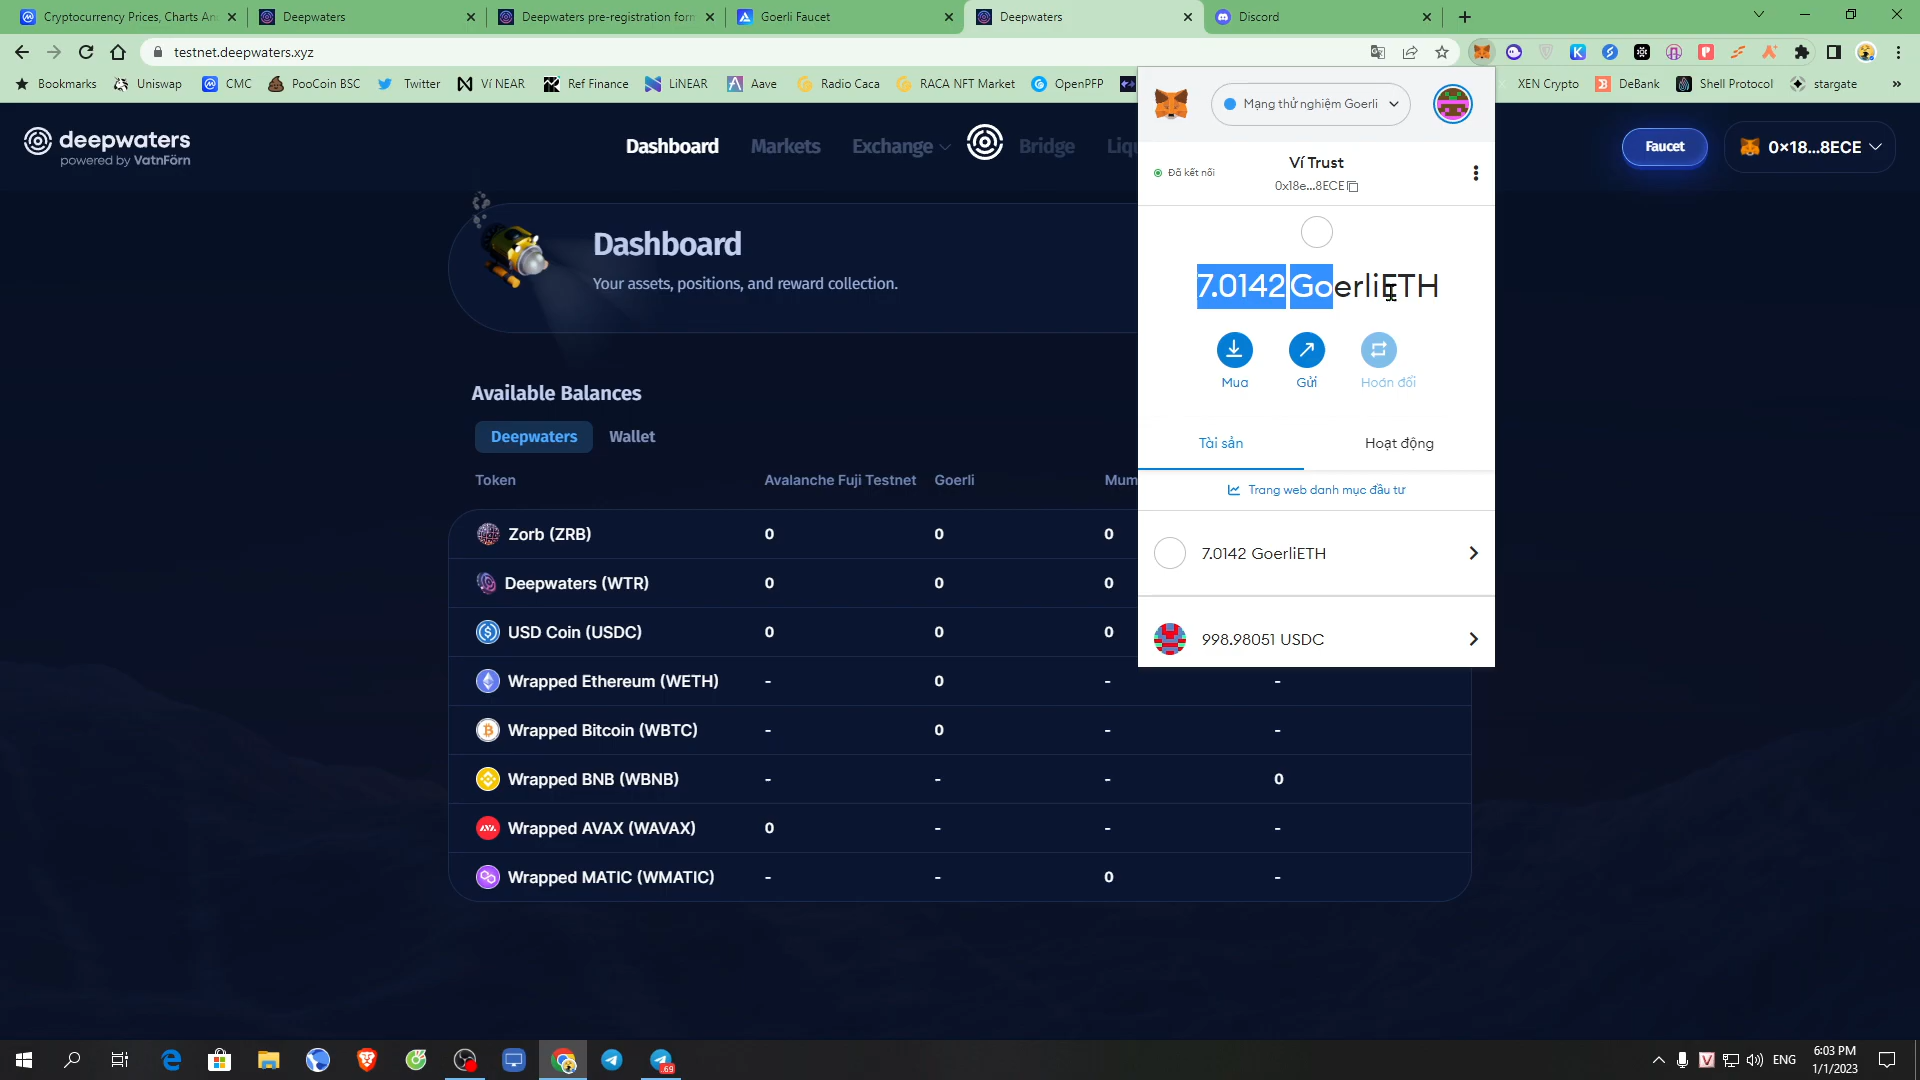 Cryptocurrency Prices, Charts An
Deepwaters
Deepwaters pre-registration form
Goerli Faucet
Deepwaters
Discord
testnet.deepwaters.xyz
Bookmarks
Uniswap
CMC
PooCoin BSC
Twitter
Ví NEAR
Ref Finance
LiNEAR
Aave
Radio Caca
RACA NFT Market
OpenPFP
XEN Crypto
DeBank
Shell Protocol
stargate
»
deepwaters
powered by VatnFörn
Dashboard
Markets
Exchange
Bridge
Liq
Faucet
0×18...8ECE
Mạng thử nghiệm Goerli
Đã kết nối
Ví Trust
0x18e...8ECE
7.0142 GoerliETH
Mua
Gửi
Hoán đổi
Tài sản
Hoạt động
Trang web danh mục đầu tư
7.0142 GoerliETH
998.98051 USDC
Dashboard
Your assets, positions, and reward collection.
Available Balances
Deepwaters
Wallet
Token Avalanche Fuji Testnet Goerli Mum
Zorb (ZRB) 0 0 0
Deepwaters (WTR) 0 0 0
USD Coin (USDC) 0 0 0
Wrapped Ethereum (WETH) - 0 - -
Wrapped Bitcoin (WBTC) - 0 - -
Wrapped BNB (WBNB) - - - 0
Wrapped AVAX (WAVAX) 0 - - -
Wrapped MATIC (WMATIC) - - 0 -
.69
ENG
6:03 PM
1/1/2023